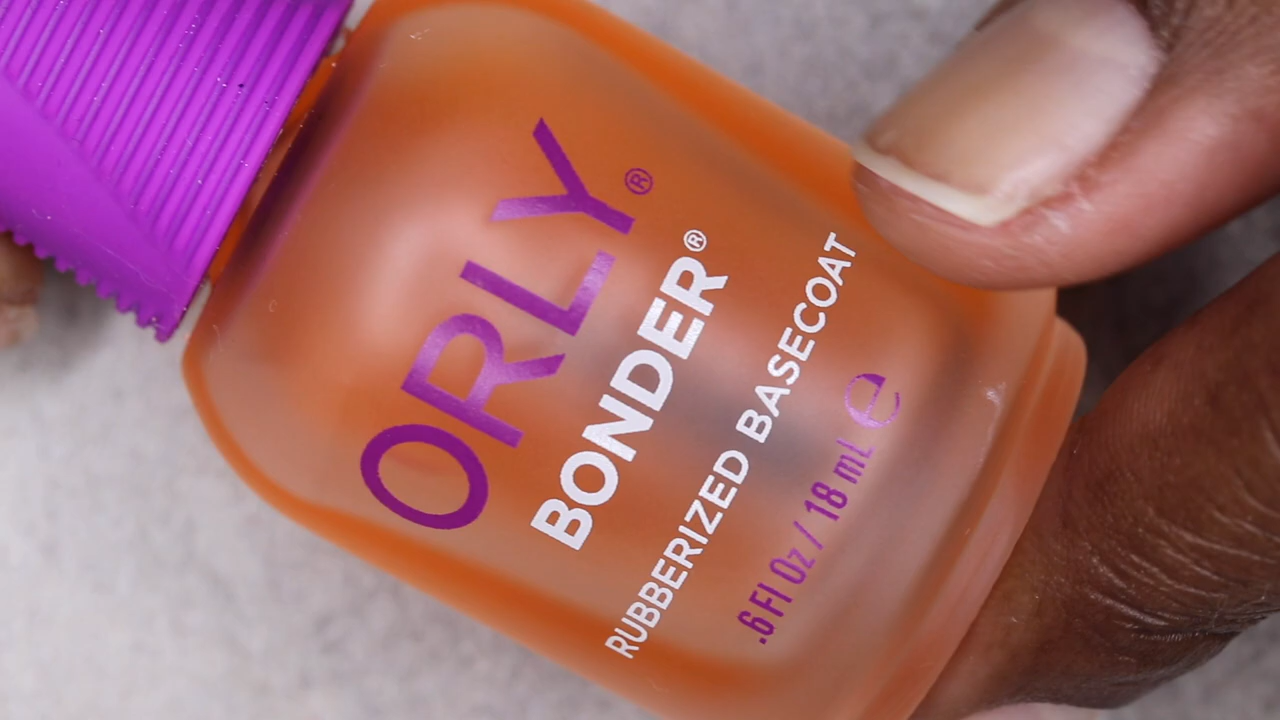 ORLY®
BONDER®
RUBBERIZED BASECOAT
.6 Fl Oz / 18 mL ℮